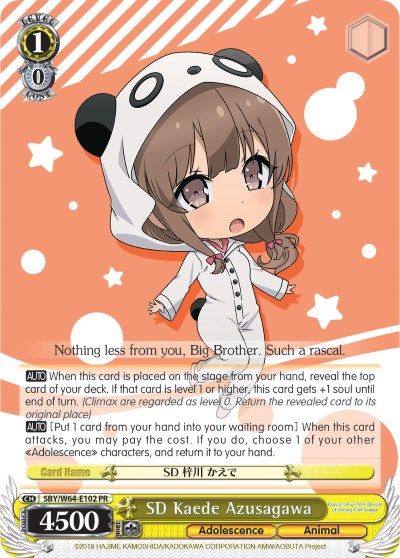 LEVEL
1
0
COST
Nothing less from you, Big Brother. Such a rascal.
AUTO When this card is placed on the stage from your hand, reveal the top
card of your deck. If that card is level 1 or higher, this card gets +1 soul until
end of turn. (Climax are regarded as level 0. Return the revealed card to its
original place)
AUTO [Put 1 card from your hand into your waiting room] When this card
attacks, you may pay the cost. If you do, choose 1 of your other
«Adolescence» characters, and return it to your hand.
Card Name
SD 梓川 かえで
CH SBY/W64-E102 PR
POWER 4500
SD Kaede Azusagawa
Adolescence Animal
©2018 HAJIME KAMOSHIDA/KADOKAWA CORPORATION AMW/AOBUTA Project